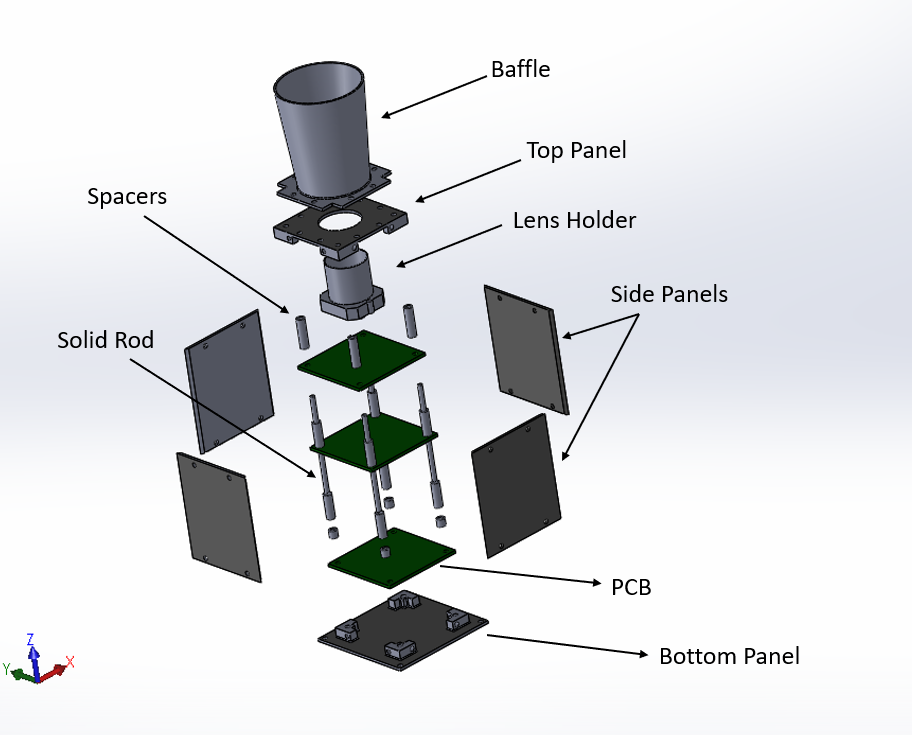 Baffle
Top Panel
Spacers
Lens Holder
Side Panels
Solid Rod
PCB
Bottom Panel
Z
Y
X